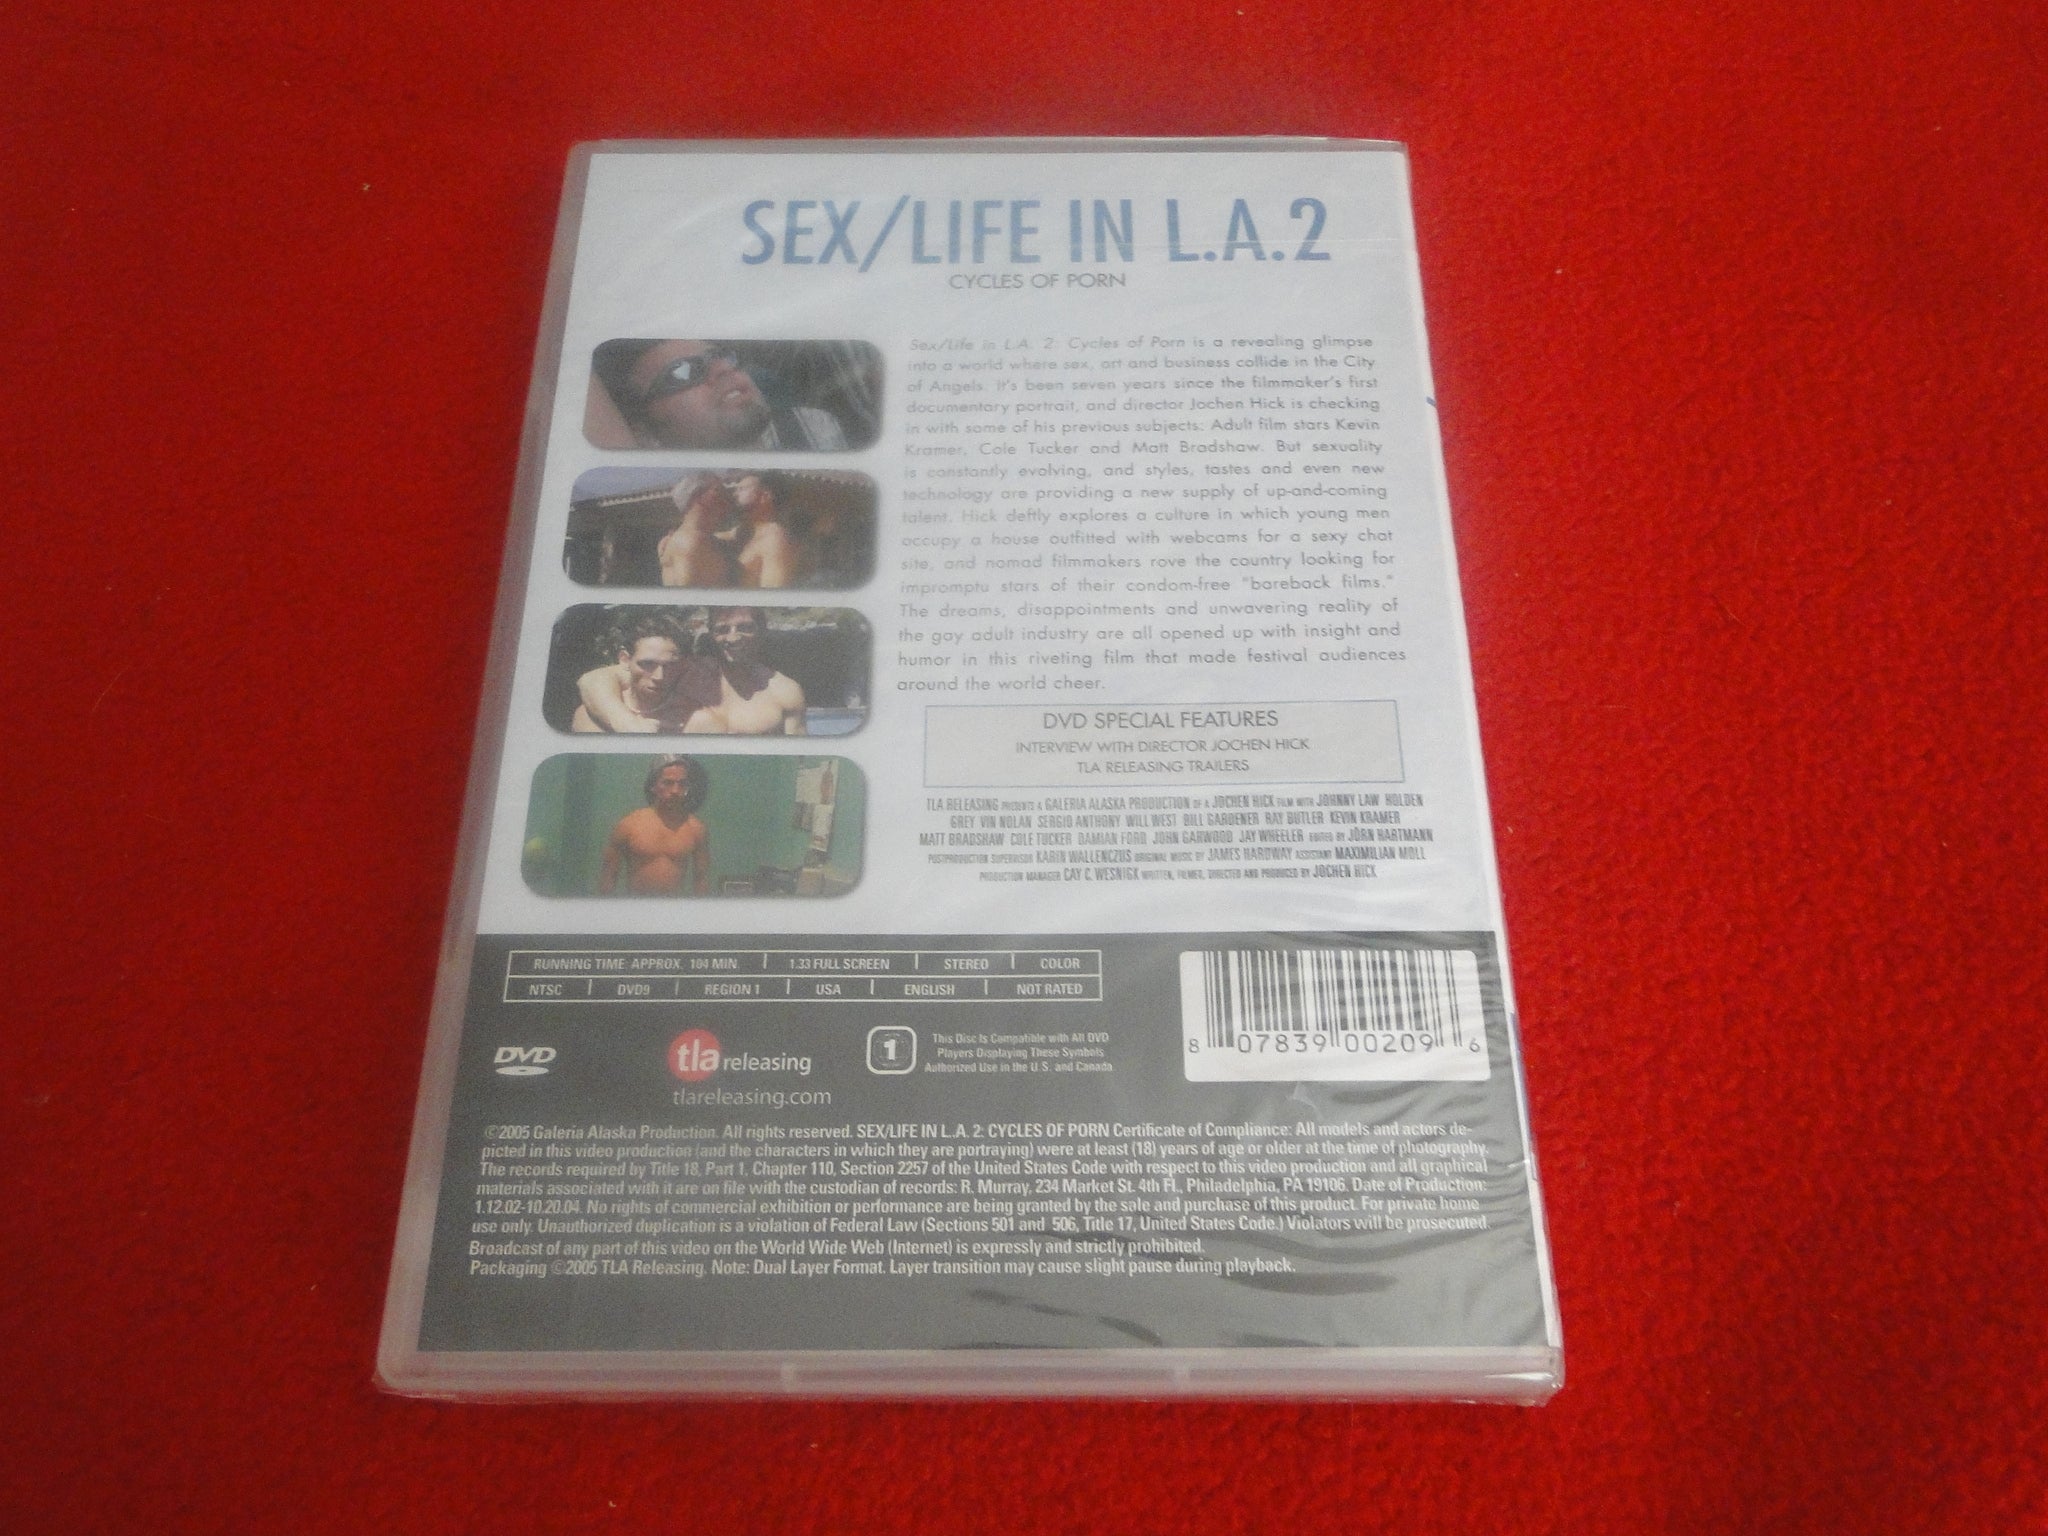 SEX/LIFE IN L.A.2
CYCLES OF PORN
Sex/Life in L.A. 2: Cycles of Porn is a revealing glimpse
into a world where sex, art and business collide in the City
of Angels. It's been seven years since the filmmaker's first
documentary portrait, and director Jochen Hick is checking
in with some of his previous subjects: Adult film stars Kevin
Kramer, Cole Tucker and Matt Bradshaw. But sexuality
is constantly evolving, and styles, tastes and even new
technology are providing a new supply of up-and-coming
talent. Hick deftly explores a culture in which young men
occupy a house outfitted with webcams for a sexy chat
site, and nomad filmmakers rove the country looking for
impromptu stars of their condom-free "bareback films."
The dreams, disappointments and unwavering reality of
the gay adult industry are all opened up with insight and
humor in this riveting film that made festival audiences
around the world cheer.
DVD SPECIAL FEATURES
INTERVIEW WITH DIRECTOR JOCHEN HICK
TLA RELEASING TRAILERS
TLA RELEASING PRESENTS A GALERIA ALASKA PRODUCTION OF A JOCHEN HICK FILM WITH JOHNNY LAW HOLDEN
GREY VIN NOLAN SERGIO ANTHONY WILL WEST BILL GARDENER RAY BUTLER KEVIN KRAMER
MATT BRADSHAW COLE TUCKER DAMIAN FORD JOHN GARWOOD JAY WHEELER EDITED BY JÖRN HARTMANN
POSTPRODUCTION SUPERVISOR KARIN WALLENCZUS ORIGINAL MUSIC BY JAMES HARDWAY ASSISTANT MAXIMILIAN MOLL
PRODUCTION MANAGER CAY C. WESNIGK WRITTEN, FILMED, DIRECTED AND PRODUCED BY JOCHEN HICK
RUNNING TIME: APPROX. 104 MIN. | 1.33 FULL SCREEN | STEREO | COLOR
NTSC | DVD9 | REGION 1 | USA | ENGLISH | NOT RATED
DVD
tla releasing
tlareleasing.com
1
This Disc Is Compatible with All DVD
Players Displaying These Symbols
Authorized Use in the U.S. and Canada
8 07839 00209 6
©2005 Galeria Alaska Production. All rights reserved. SEX/LIFE IN L.A. 2: CYCLES OF PORN Certificate of Compliance: All models and actors de-
picted in this video production (and the characters in which they are portraying) were at least (18) years of age or older at the time of photography.
The records required by Title 18, Part 1, Chapter 110, Section 2257 of the United States Code with respect to this video production and all graphical
materials associated with it are on file with the custodian of records: R. Murray, 234 Market St. 4th Fl., Philadelphia, PA 19106. Date of Production:
1.12.02-10.20.04. No rights of commercial exhibition or performance are being granted by the sale and purchase of this product. For private home
use only. Unauthorized duplication is a violation of Federal Law (Sections 501 and 506, Title 17, United States Code.) Violators will be prosecuted.
Broadcast of any part of this video on the World Wide Web (Internet) is expressly and strictly prohibited.
Packaging ©2005 TLA Releasing. Note: Dual Layer Format. Layer transition may cause slight pause during playback.